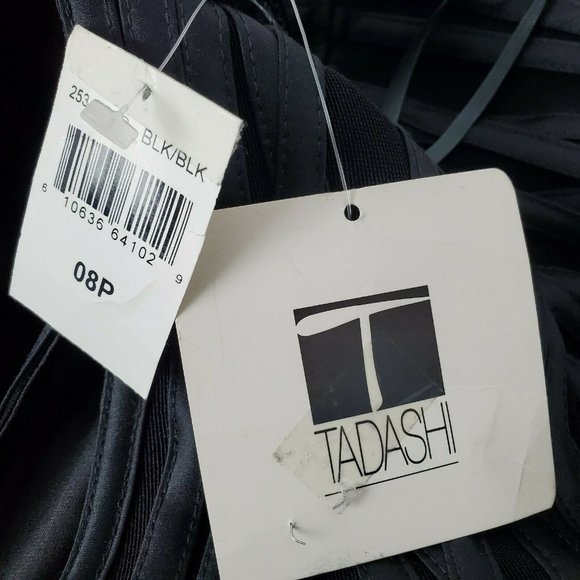 253
BLK/BLK
6 10636 64102 9
08P
T
TADASHI